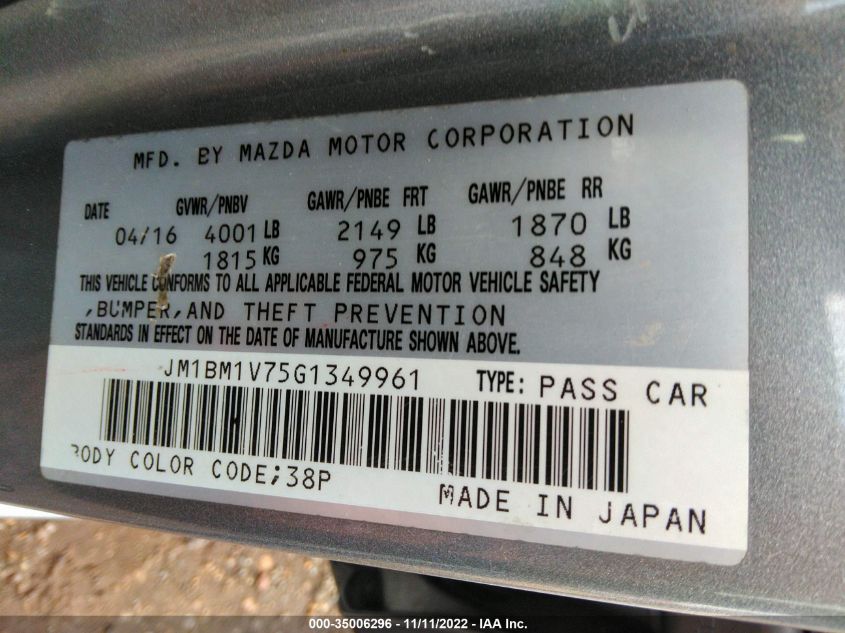 MFD. BY MAZDA MOTOR CORPORATION
DATE GVWR/PNBV GAWR/PNBE FRT GAWR/PNBE RR
04/16 4001 LB 2149 LB 1870 LB
1815 KG 975 KG 848 KG
THIS VEHICLE CONFORMS TO ALL APPLICABLE FEDERAL MOTOR VEHICLE SAFETY
,BUMPER,AND THEFT PREVENTION
STANDARDS IN EFFECT ON THE DATE OF MANUFACTURE SHOWN ABOVE.
JM1BM1V75G1349961 TYPE: PASS CAR
BODY COLOR CODE;38P
MADE IN JAPAN
000-35006296 - 11/11/2022 - IAA Inc.